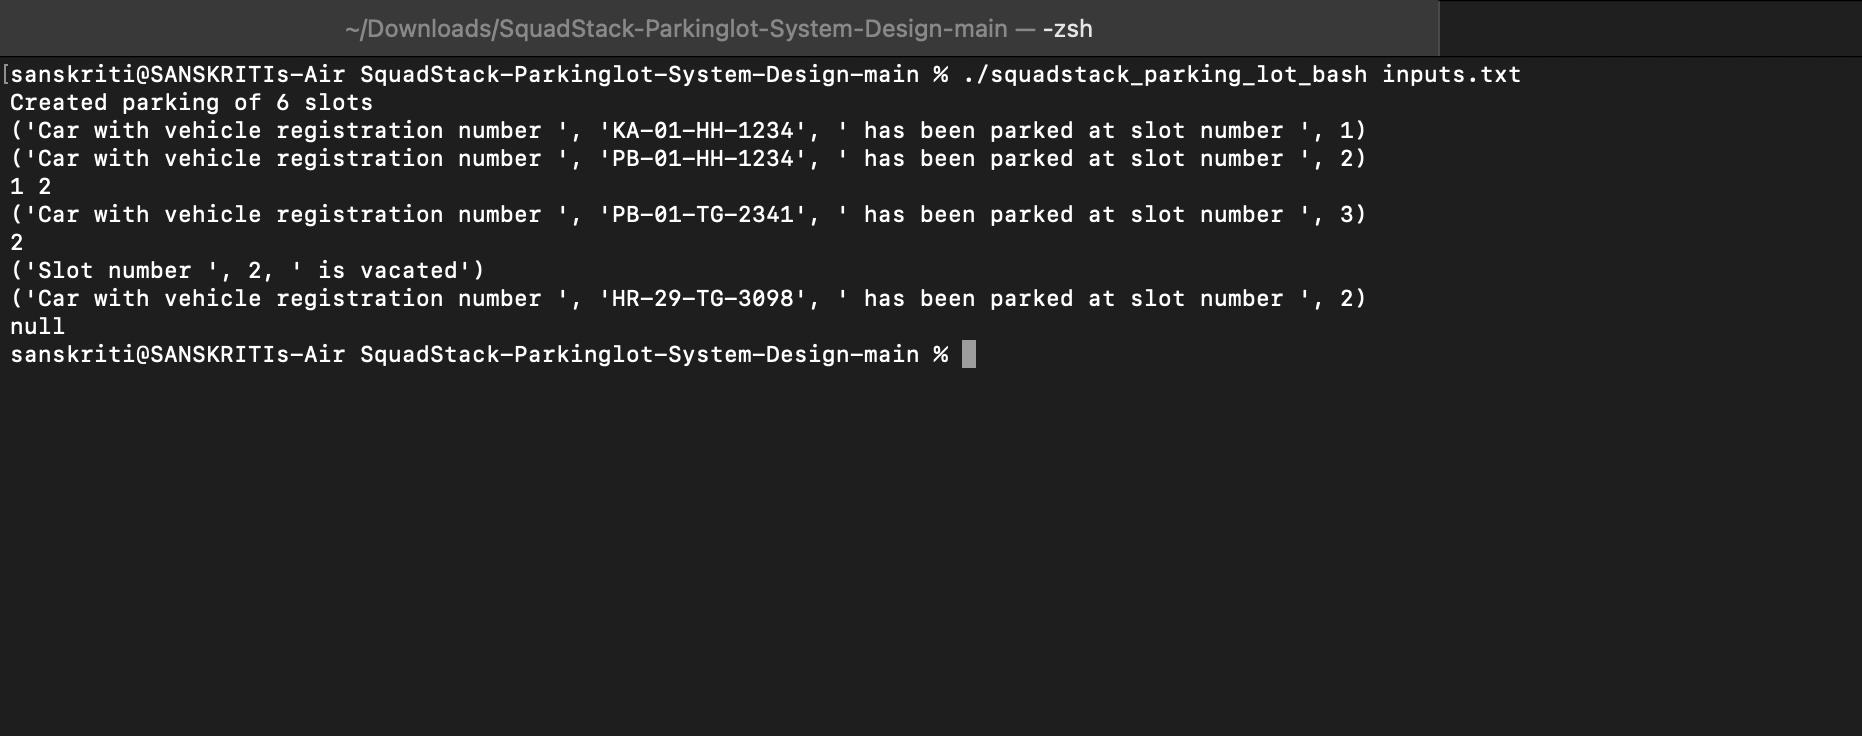 ~/Downloads/SquadStack-Parkinglot-System-Design-main — -zsh
[sanskriti@SANSKRITIs-Air SquadStack-Parkinglot-System-Design-main % ./squadstack_parking_lot_bash inputs.txt
Created parking of 6 slots
('Car with vehicle registration number ', 'KA-01-HH-1234', ' has been parked at slot number ', 1)
('Car with vehicle registration number ', 'PB-01-HH-1234', ' has been parked at slot number ', 2)
1 2
('Car with vehicle registration number ', 'PB-01-TG-2341', ' has been parked at slot number ', 3)
2
('Slot number ', 2, ' is vacated')
('Car with vehicle registration number ', 'HR-29-TG-3098', ' has been parked at slot number ', 2)
null
sanskriti@SANSKRITIs-Air SquadStack-Parkinglot-System-Design-main %